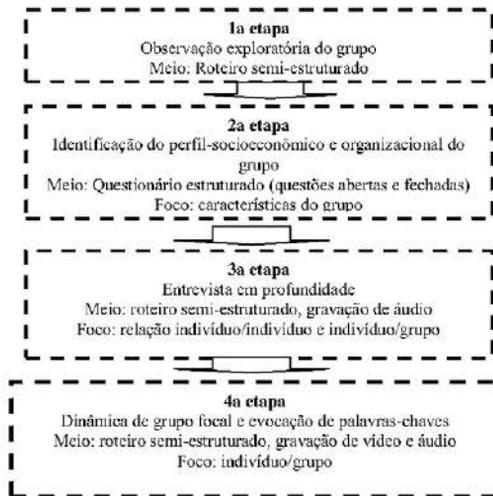 1a etapa
Observação exploratória do grupo
Meio: Roteiro semi-estruturado
2a etapa
Identificação do perfil-socioeconômico e organizacional do
grupo
Meio: Questionário estruturado (questões abertas e fechadas)
Foco: características do grupo
3a etapa
Entrevista em profundidade
Meio: roteiro semi-estruturado, gravação de áudio
Foco: relação indivíduo/indivíduo e indivíduo/grupo
4a etapa
Dinâmica de grupo focal e evocação de palavras-chaves
Meio: roteiro semi-estruturado, gravação de vídeo e áudio
Foco: indivíduo/grupo